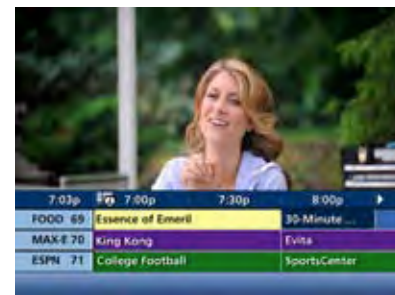 7:03p 7:00p 7:30p 8:00p
FOOD 69 Essence of Emeril 30-Minute ...
MAX-E 70 King Kong Evita
ESPN 71 College Football SportsCenter